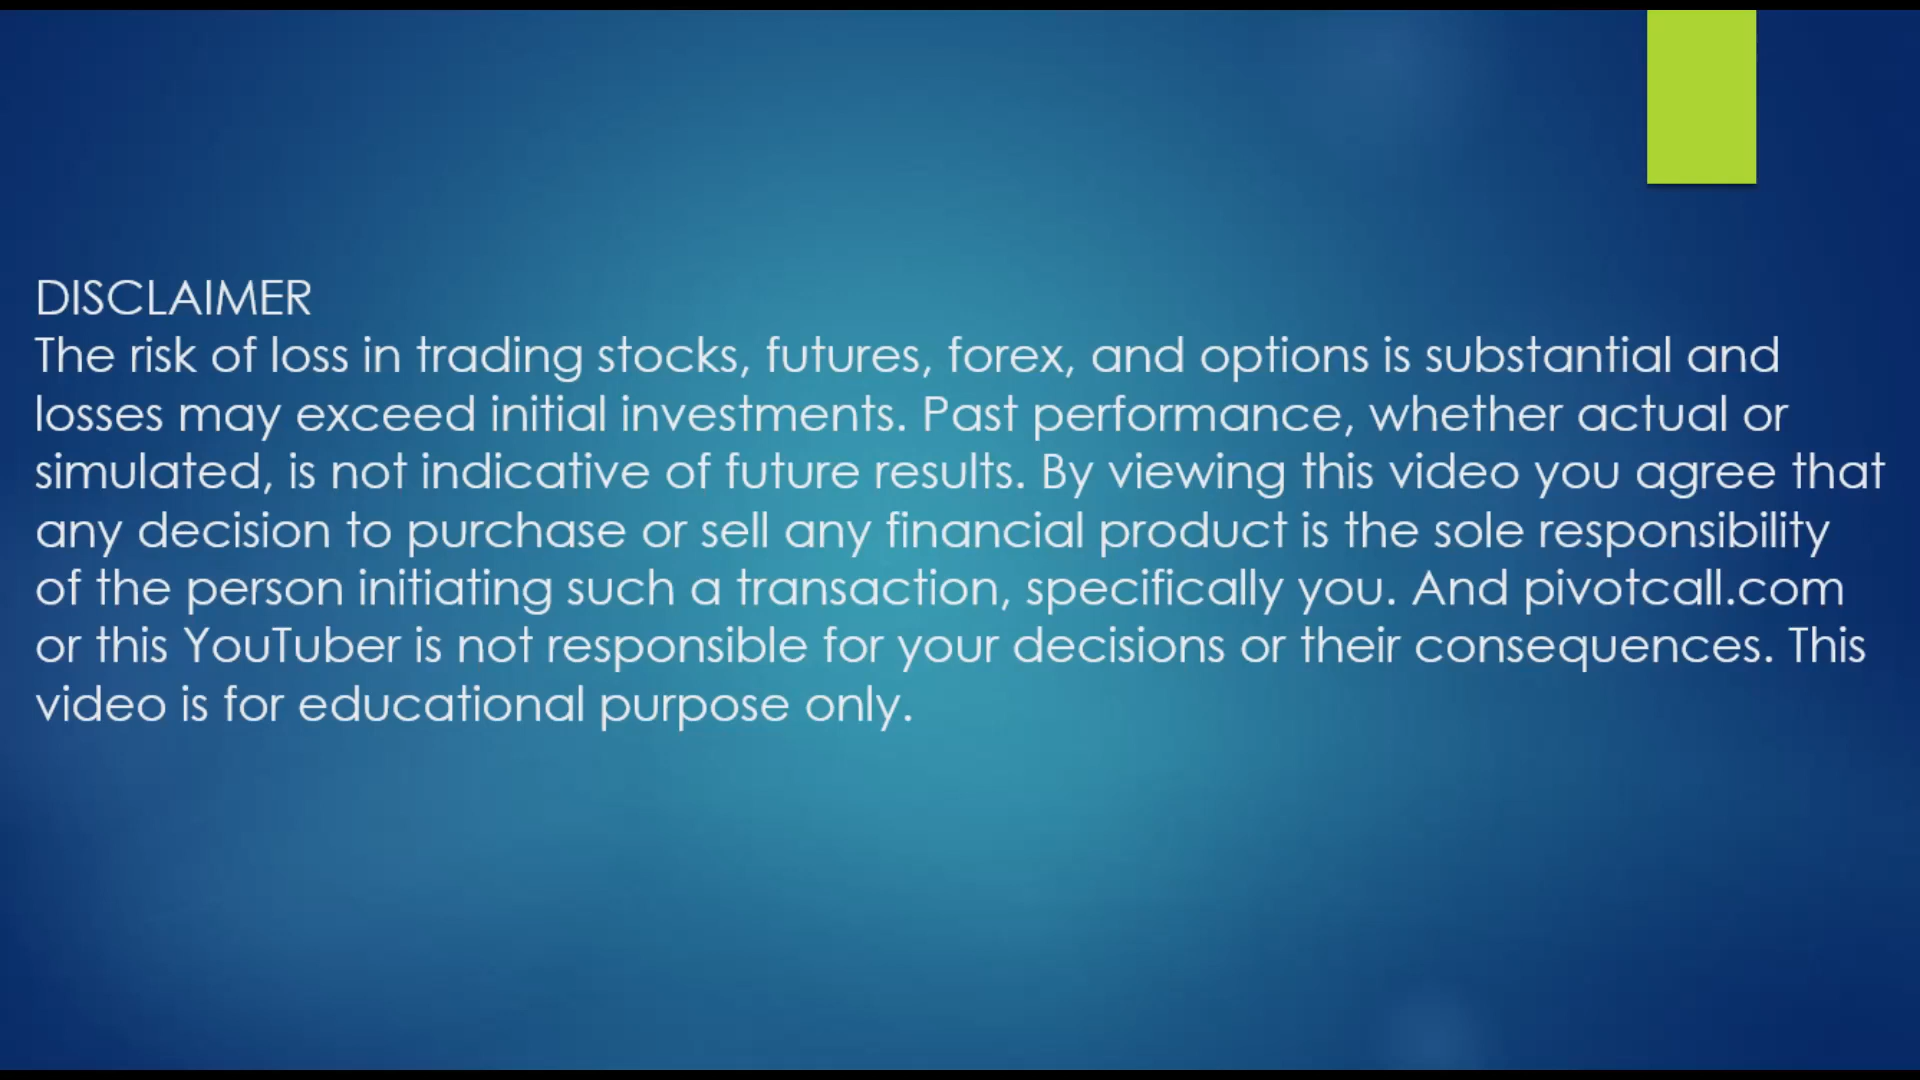 DISCLAIMER
The risk of loss in trading stocks, futures, forex, and options is substantial and
losses may exceed initial investments. Past performance, whether actual or
simulated, is not indicative of future results. By viewing this video you agree that
any decision to purchase or sell any financial product is the sole responsibility
of the person initiating such a transaction, specifically you. And pivotcall.com
or this YouTuber is not responsible for your decisions or their consequences. This
video is for educational purpose only.